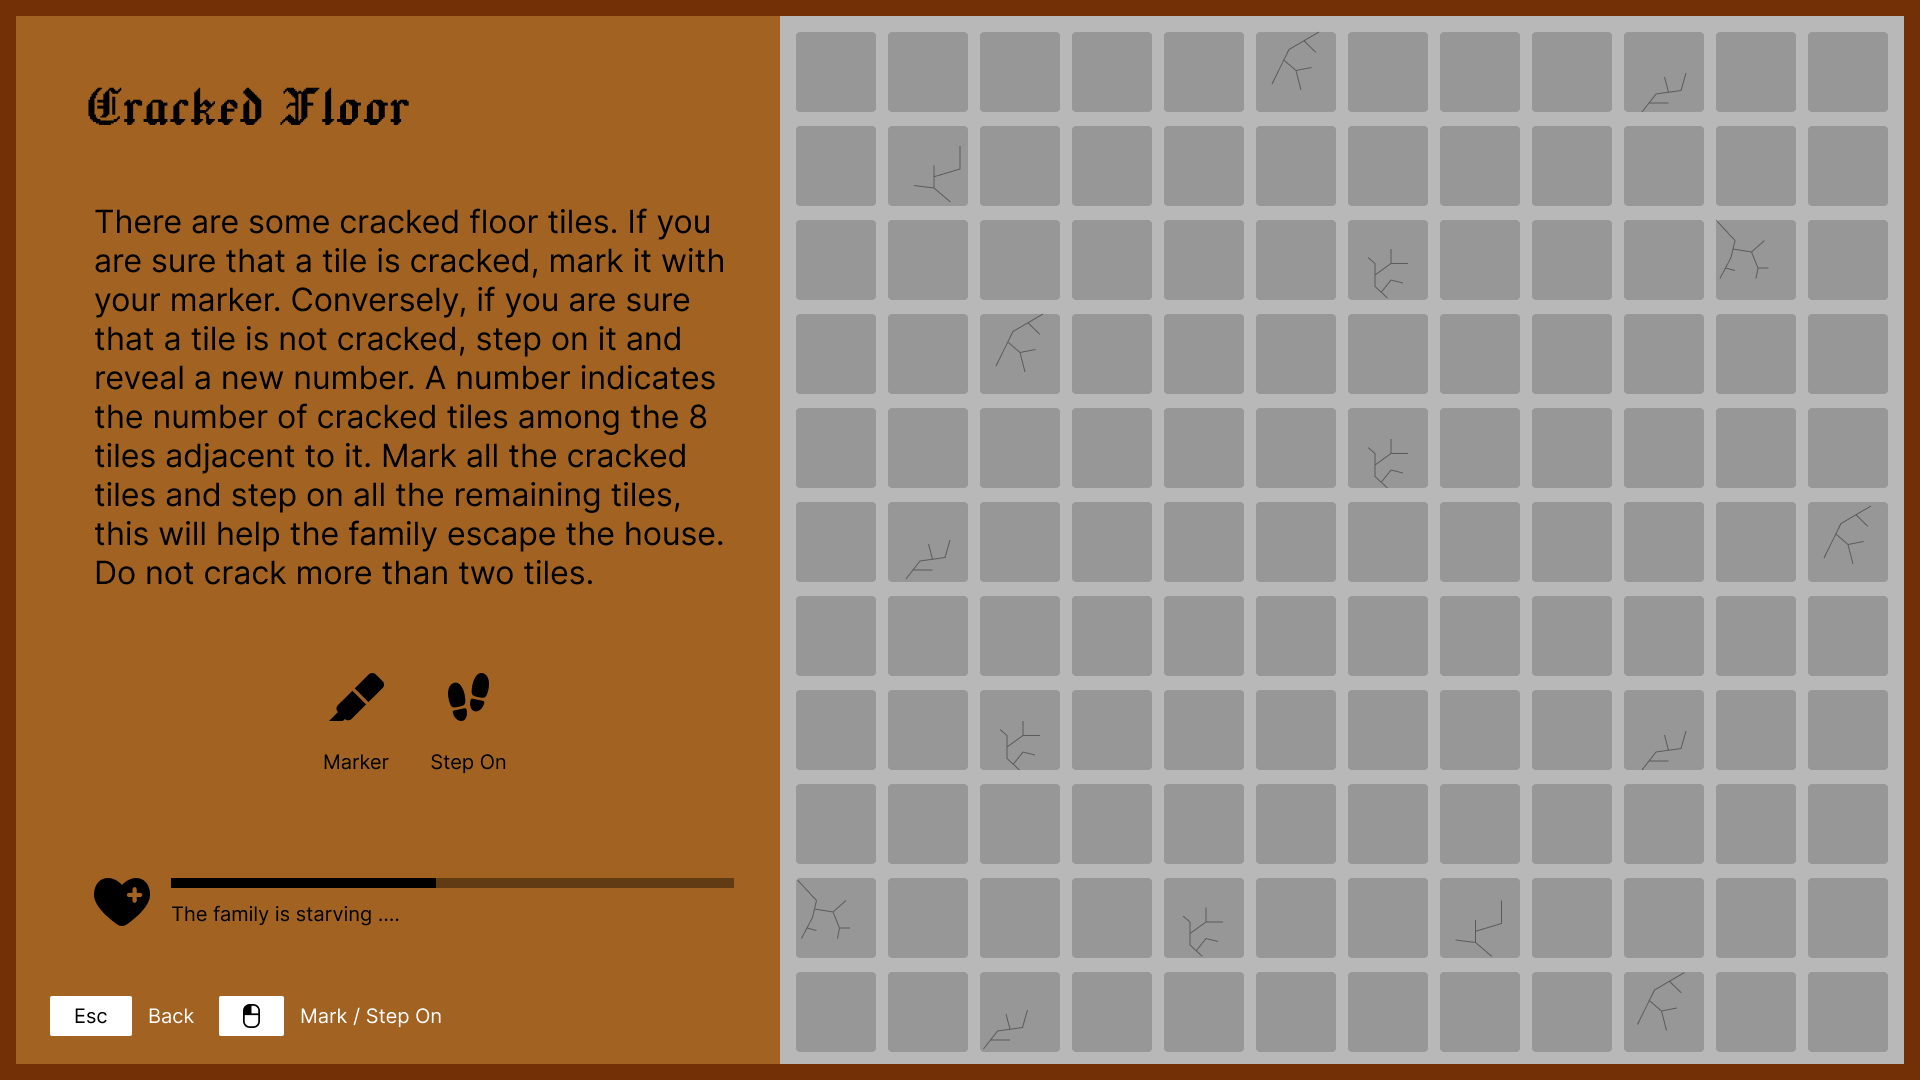 Cracked Floor
There are some cracked floor tiles. If you
are sure that a tile is cracked, mark it with
your marker. Conversely, if you are sure
that a tile is not cracked, step on it and
reveal a new number. A number indicates
the number of cracked tiles among the 8
tiles adjacent to it. Mark all the cracked
tiles and step on all the remaining tiles,
this will help the family escape the house.
Do not crack more than two tiles.
Marker Step On
The family is starving ....
Esc Back Mark / Step On